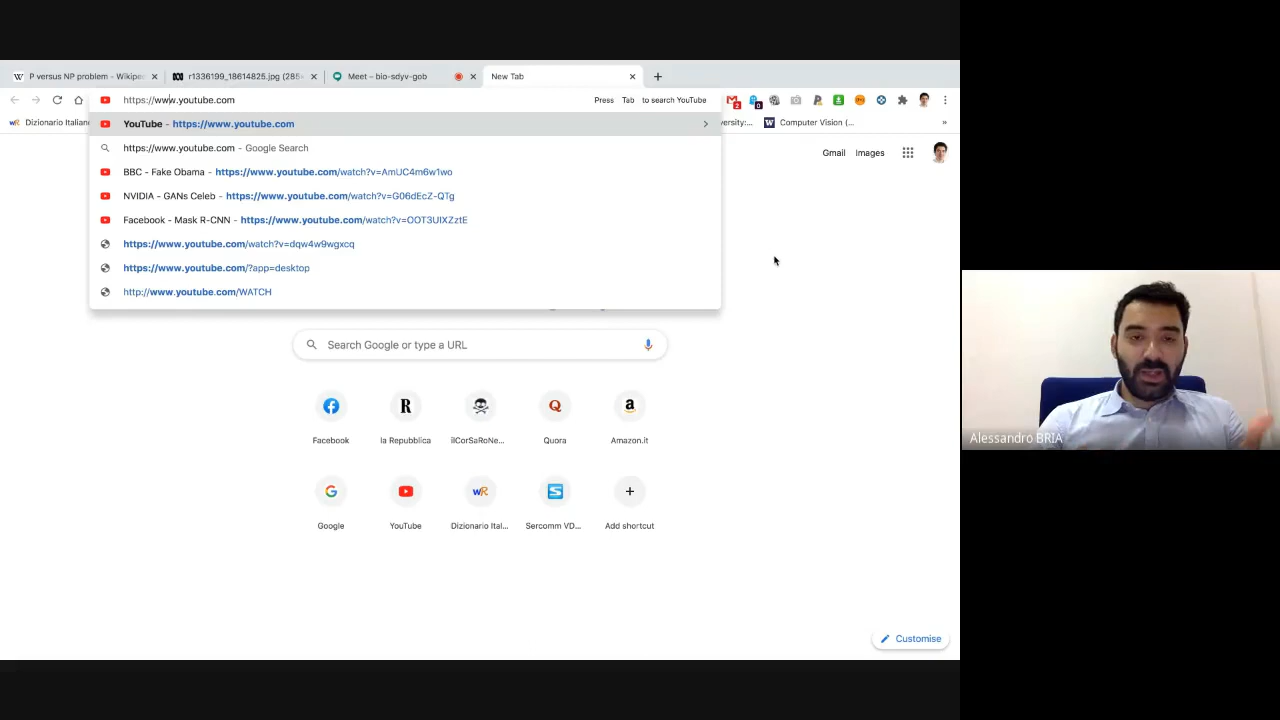 P versus NP problem - Wikipe
r1336199_18614825.jpg (285
Meet – bio-sdyv-gob
New Tab
https://www.youtube.com
Press Tab to search YouTube
2
0
YouTube - https://www.youtube.com
https://www.youtube.com - Google Search
BBC - Fake Obama - https://www.youtube.com/watch?v=AmUC4m6w1wo
NVIDIA - GANs Celeb - https://www.youtube.com/watch?v=G06dEcZ-QTg
Facebook - Mask R-CNN - https://www.youtube.com/watch?v=OOT3UIXZztE
https://www.youtube.com/watch?v=dqw4w9wgxcq
https://www.youtube.com/?app=desktop
http://www.youtube.com/WATCH
Dizionario Italian
versity:...
Computer Vision (...
Gmail
Images
Search Google or type a URL
Facebook
la Repubblica
ilCorSaRoNe...
Quora
Amazon.it
Google
YouTube
Dizionario Ital...
Sercomm VD...
Add shortcut
Customise
Alessandro BRIA